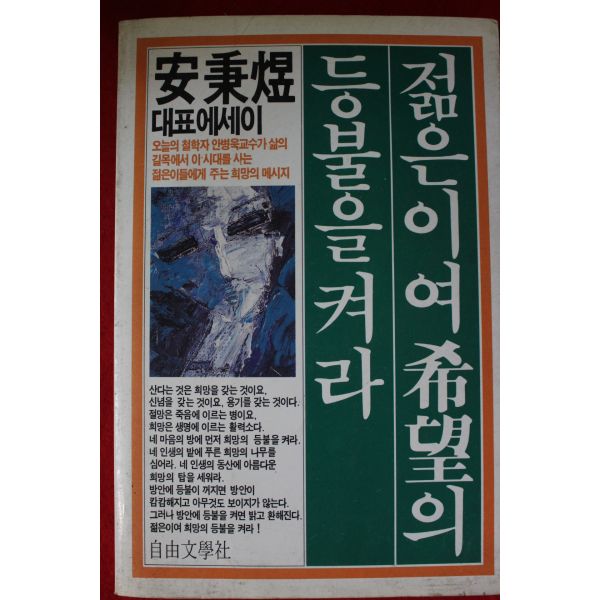 젊은이여 希望의
등불을 켜라
安秉煜
대표에세이
오늘의 철학자 안병욱교수가 삶의
길목에서 이·시대를 사는
젊은이들에게 주는 희망의 메시지
산다는 것은 희망을 갖는 것이요,
신념을 갖는 것이요, 용기를 갖는 것이다.
절망은 죽음에 이르는 병이요,
희망은 생명에 이르는 활력소다.
네 마음의 방에 먼저 희망의 등불을 켜라.
네 인생의 밭에 푸른 희망의 나무를
심어라. 네 인생의 동산에 아름다운
희망의 탑을 세워라.
방안에 등불이 꺼지면 방안이
캄캄해지고 아무것도 보이지가 않는다.
그러나 방안에 등불을 켜면 밝고 환해진다.
젊은이여 희망의 등불을 켜라!
自由文學社